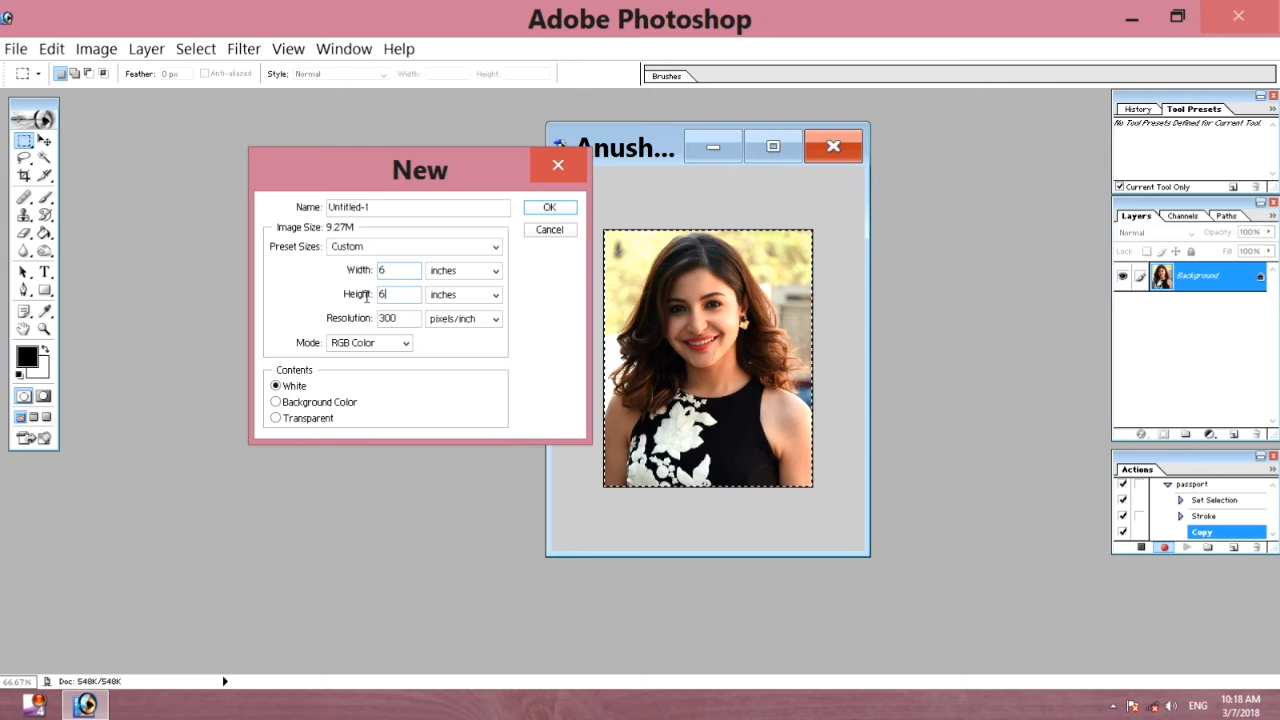 Adobe Photoshop
File Edit Image Layer Select Filter View Window Help
Feather: 0 px Anti-aliased Style: Normal Width: Height: Brushes
History Tool Presets
No Tool Presets Defined for Current Tool.
Current Tool Only
Anush...
New
Name: Untitled-1 OK
Image Size: 9.27M Cancel
Preset Sizes: Custom
Width: 6 inches
Height: 6 inches
Resolution: 300 pixels/inch
Mode: RGB Color
Contents
White
Background Color
Transparent
Layers Channels Paths
Normal Opacity: 100%
Lock: Fill: 100%
Background
Actions
passport
Set Selection
Stroke
Copy
66.67% Doc: 548K/548K
4 ENG 10:18 AM
3/7/2018